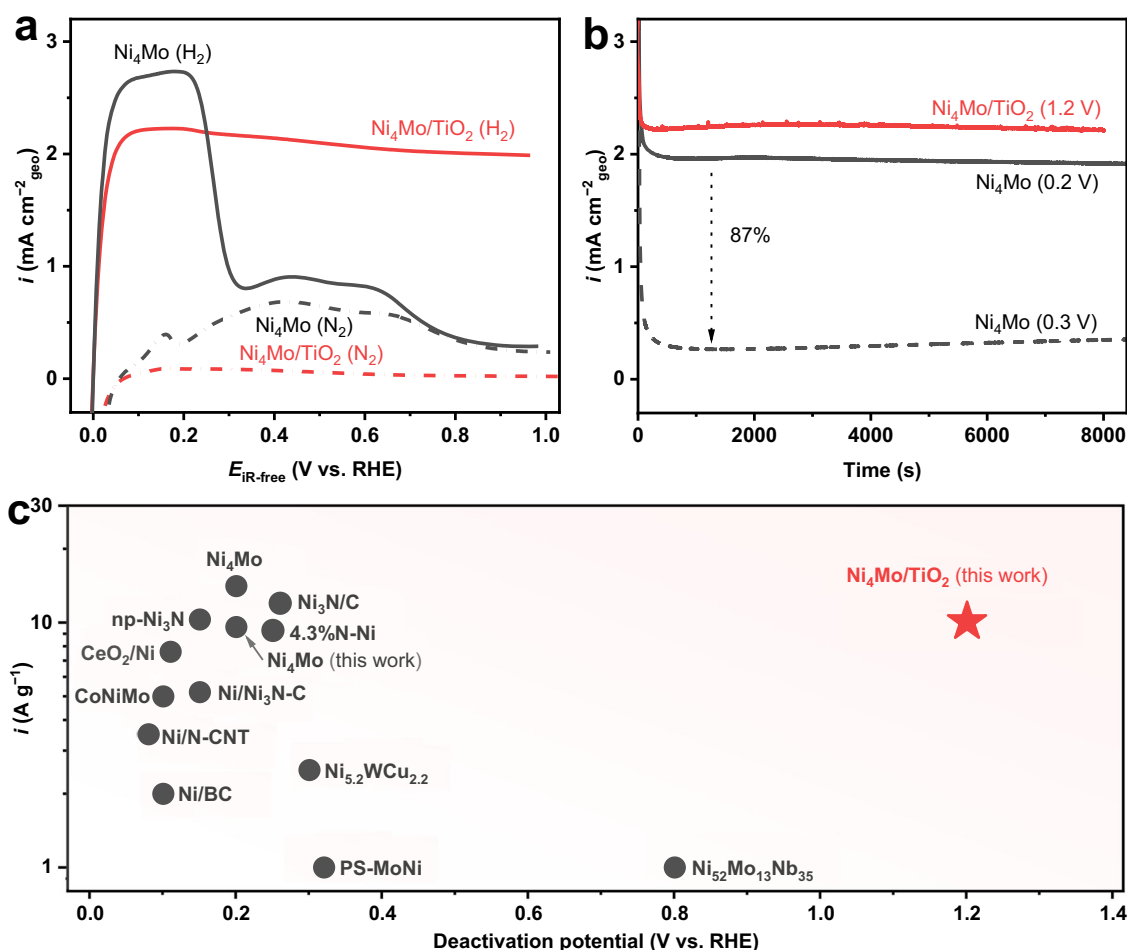 a
i (mA cm⁻²geo)
3
2
1
0
Ni₄Mo (H₂)
Ni₄Mo/TiO₂ (H₂)
Ni₄Mo (N₂)
Ni₄Mo/TiO₂ (N₂)
0.0 0.2 0.4 0.6 0.8 1.0
E_iR-free (V vs. RHE)
b
i (mA cm⁻²geo)
3
2
1
0
Ni₄Mo/TiO₂ (1.2 V)
Ni₄Mo (0.2 V)
87%
Ni₄Mo (0.3 V)
0 2000 4000 6000 8000
Time (s)
c
i (A g⁻¹)
30
10
1
Ni₄Mo
Ni₄Mo/TiO₂ (this work)
Ni₃N/C
np-Ni₃N
4.3%N-Ni
CeO₂/Ni
Ni₄Mo (this work)
CoNiMo
Ni/Ni₃N-C
Ni/N-CNT
Ni₅.₂WCu₂.₂
Ni/BC
PS-MoNi
Ni₅₂Mo₁₃Nb₃₅
0.0 0.2 0.4 0.6 0.8 1.0 1.2 1.4
Deactivation potential (V vs. RHE)